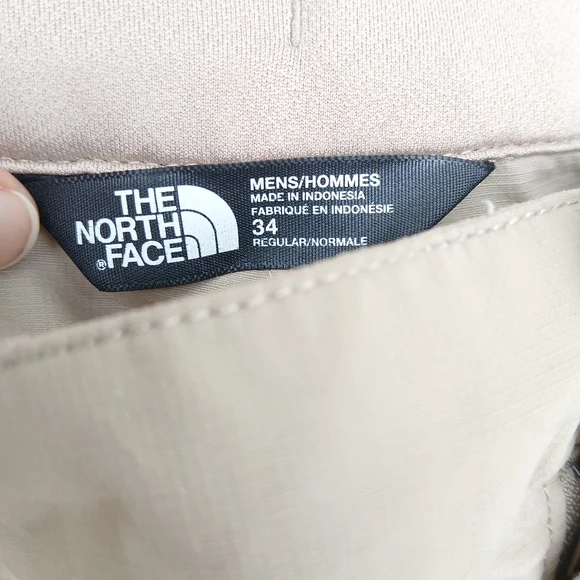 THE
NORTH
FACE
®
MENS/HOMMES
MADE IN INDONESIA
FABRIQUÉ EN INDONÉSIE
34
REGULAR/NORMALE